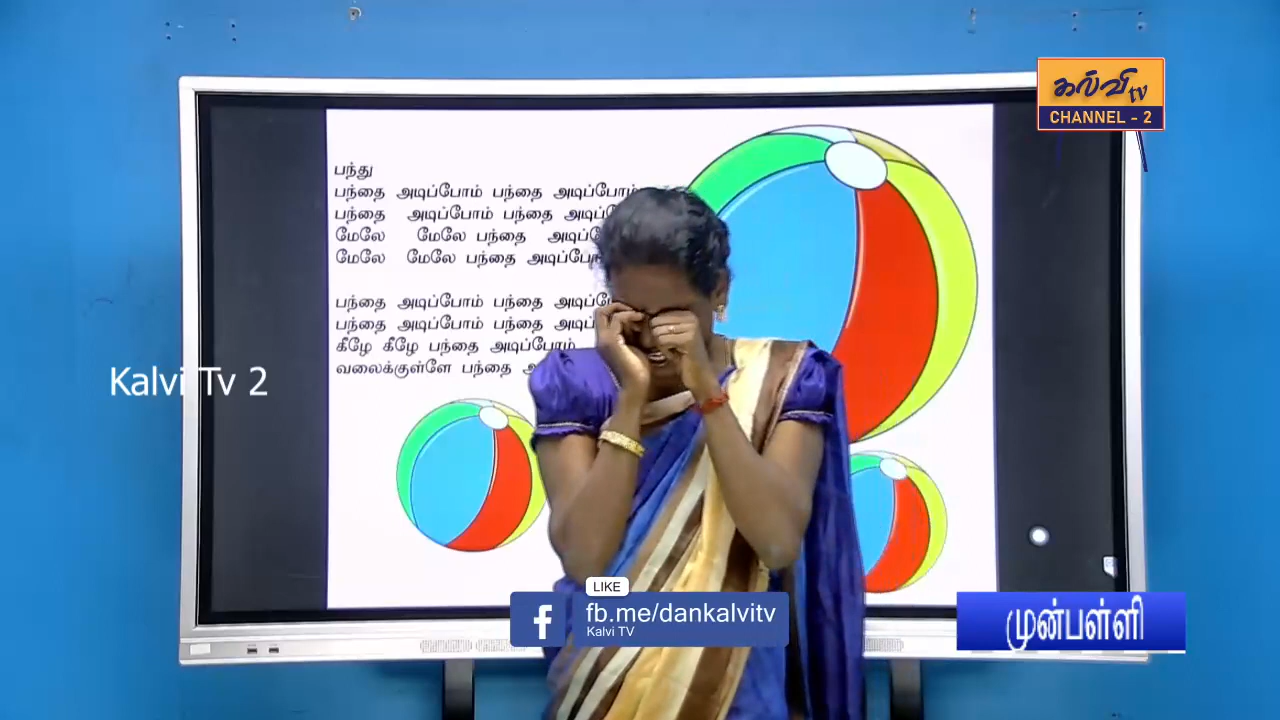 கல்வி tv
CHANNEL - 2
பந்து
பந்தை அடிப்போம் பந்தை அடிப்போம்
பந்தை அடிப்போம் பந்தை
மேலே மேலே பந்தை
மேலே மேலே பந்தை
பந்தை அடிப்போம் பந்தை
பந்தை அடிப்போம் பந்தை
கீழே கீழே பந்தை அடிப்போம்
வலைக்குள்ளே பந்தை
Kalvi Tv 2
LIKE
f fb.me/dankalvitv
Kalvi TV
முன்பள்ளி